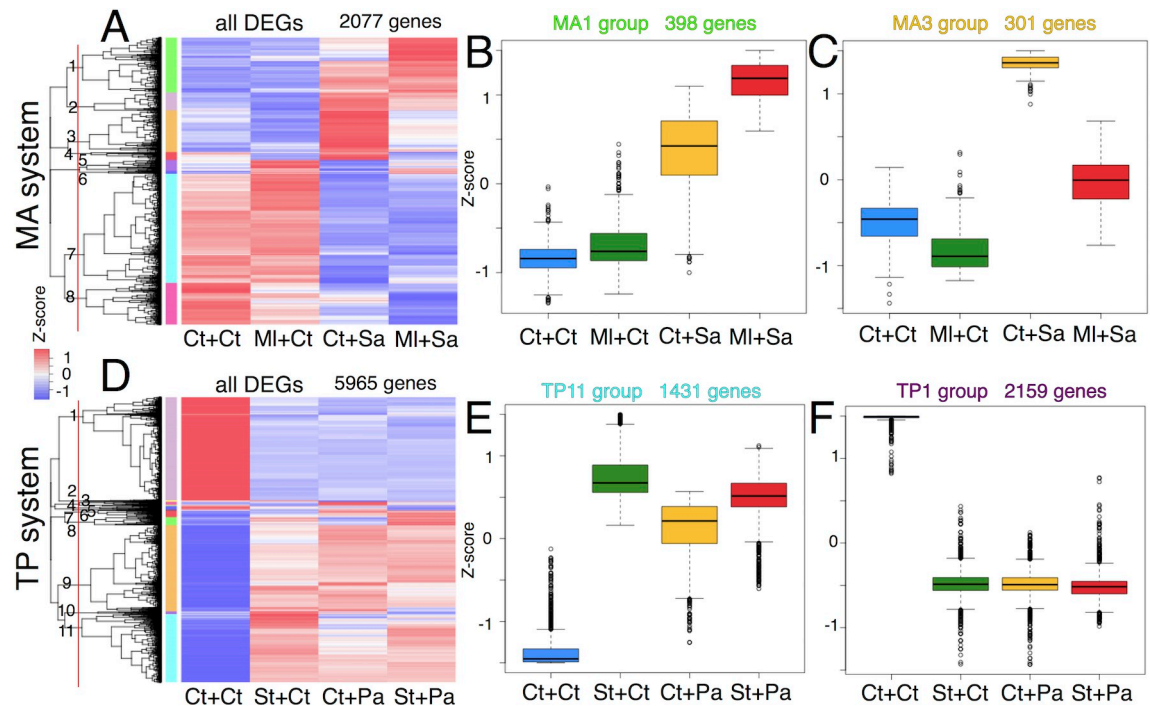 A all DEGs 2077 genes
MA system
1
2
3
4
5
6
7
8
Ct+Ct Ml+Ct Ct+Sa Ml+Sa
B MA1 group 398 genes
Z-score
1
0
-1
Ct+Ct Ml+Ct Ct+Sa Ml+Sa
C MA3 group 301 genes
1
0
-1
Ct+Ct Ml+Ct Ct+Sa Ml+Sa
Z-score
1
0
-1
D all DEGs 5965 genes
TP system
1
2
3
4
5
7 6
8
9
10
11
Ct+Ct St+Ct Ct+Pa St+Pa
E TP11 group 1431 genes
Z-score
1
0
-1
Ct+Ct St+Ct Ct+Pa St+Pa
F TP1 group 2159 genes
1
0
-1
Ct+Ct St+Ct Ct+Pa St+Pa